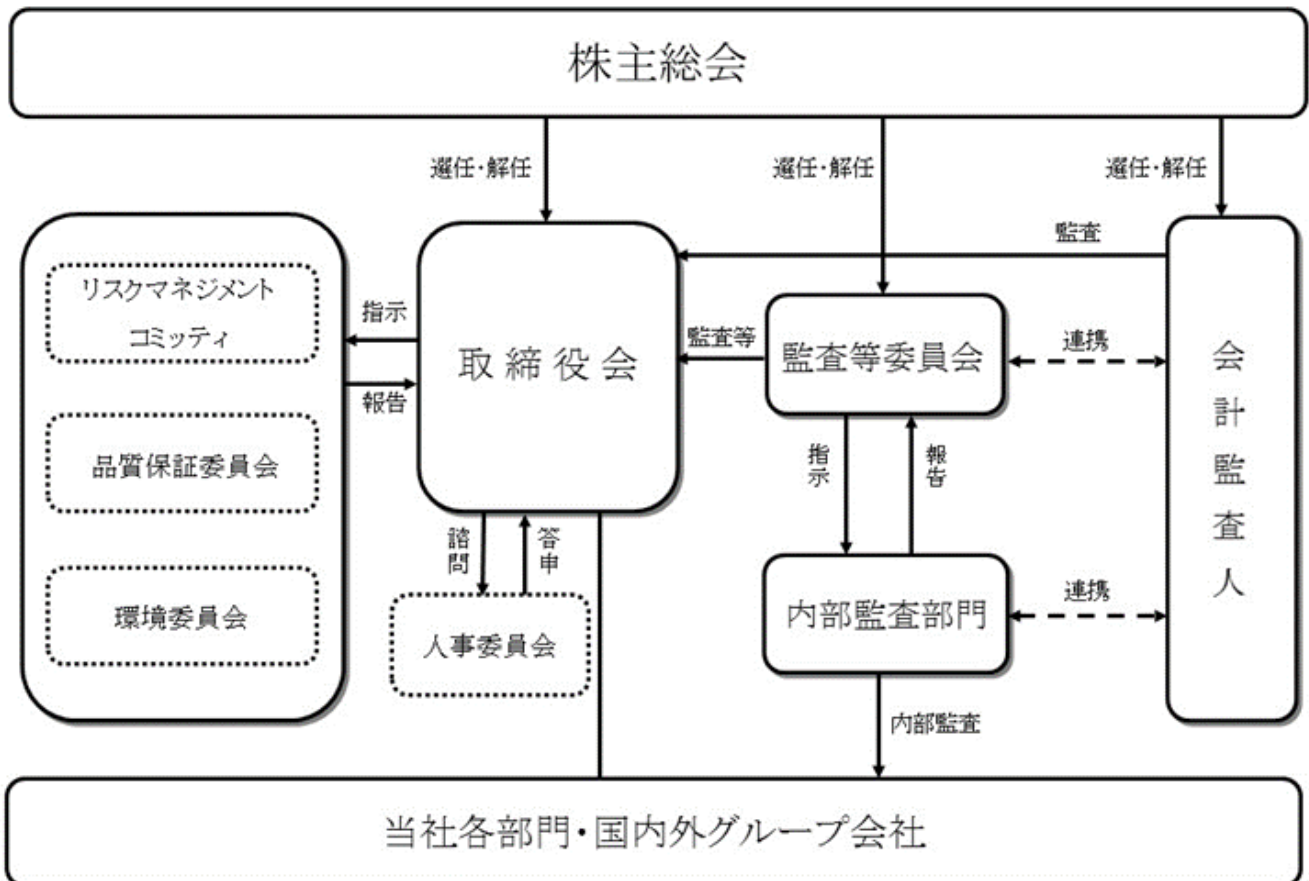 株主総会
選任・解任
選任・解任
選任・解任
リスクマネジメント
コミッティ
品質保証委員会
環境委員会
指示
報告
取締役会
監査
監査等
監査等委員会
連携
会計監査人
指示
報告
諮問
答申
人事委員会
内部監査部門
連携
内部監査
当社各部門・国内外グループ会社